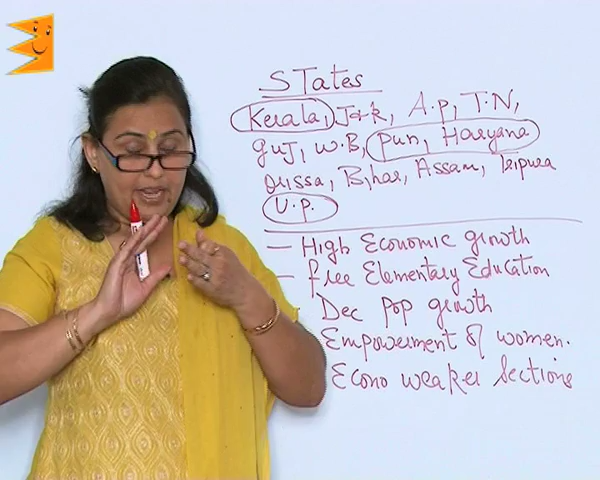 STates
Kerala, J&k, A.p, T.N,
Guj, W.B, Pun, Haryana
Orissa, Bihar, Assam, Tripura
U.P.
— High Economic growth
— free Elementary Education
Dec Pop growth
Empowerment of women.
Econo weaker Sections